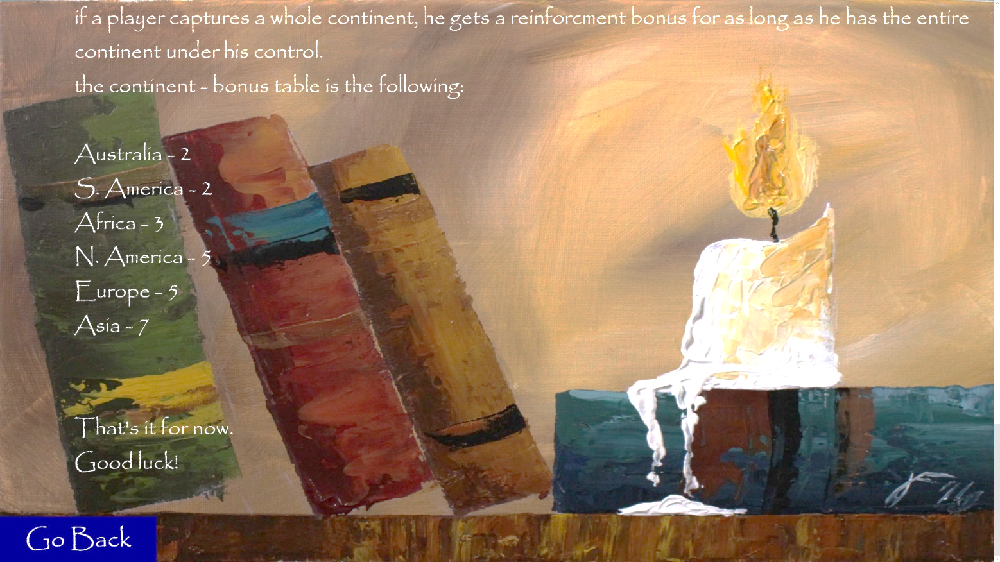 if a player captures a whole continent, he gets a reinforcment bonus for as long as he has the entire
continent under his control.
the continent - bonus table is the following:
Australia - 2
S. America - 2
Africa - 3
N. America - 5
Europe - 5
Asia - 7
That's it for now.
Good luck!
Go Back